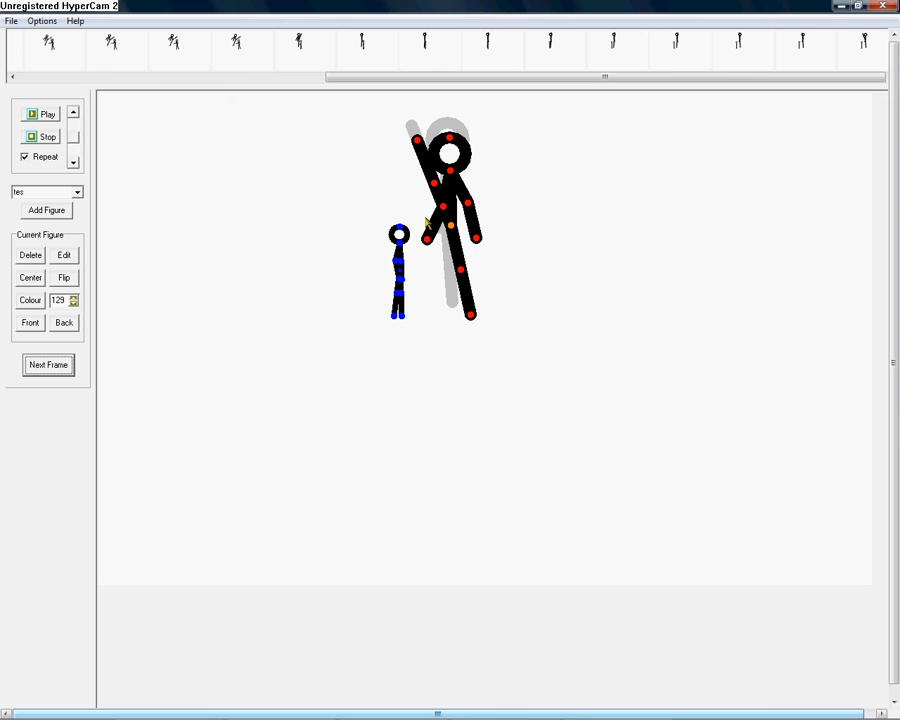 Unregistered HyperCam 2
File Options Help
Play
Stop
Repeat
tes
Add Figure
Current Figure:
Delete Edit
Center Flip
Colour 129
Front Back
Next Frame